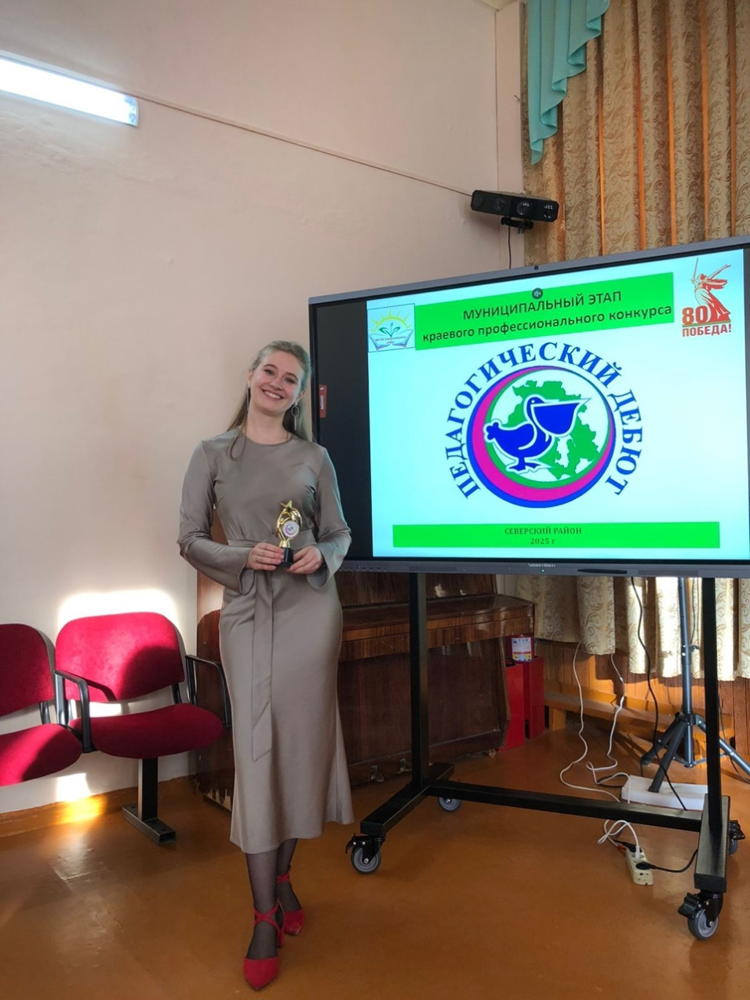 МУНИЦИПАЛЬНЫЙ ЭТАП
краевого профессионального конкурса
80
ПОБЕДА!
ПЕДАГОГИЧЕСКИЙ ДЕБЮТ
СЕВЕРСКИЙ РАЙОН
2025 г